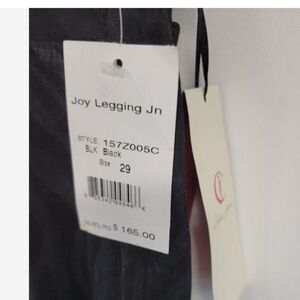 Joy Legging Jn
STYLE: 157Z005C
BLK Black
Size 29
$ 165.00